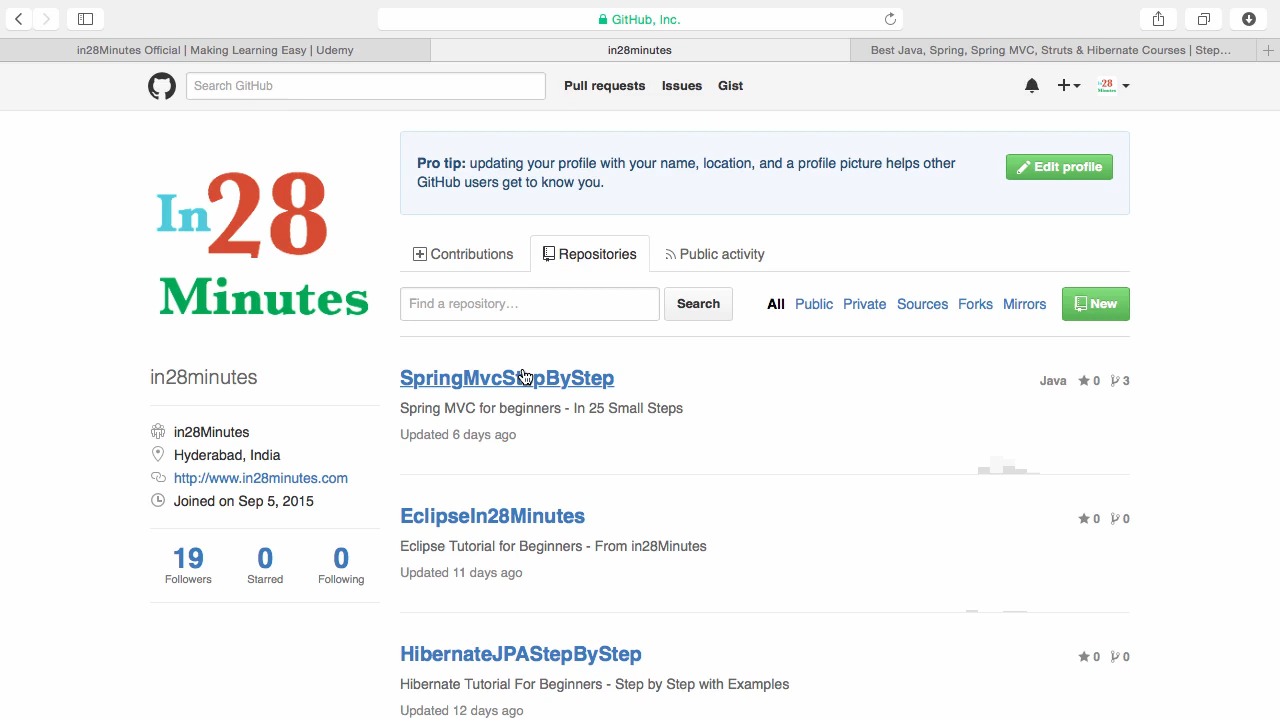 GitHub, Inc.
in28Minutes Official | Making Learning Easy | Udemy
in28minutes
Best Java, Spring, Spring MVC, Struts & Hibernate Courses | Step...
Search GitHub
Pull requests
Issues
Gist
In28
Minutes
Pro tip: updating your profile with your name, location, and a profile picture helps other
GitHub users get to know you.
Edit profile
In28
Minutes
Contributions
Repositories
Public activity
Find a repository...
Search
All
Public
Private
Sources
Forks
Mirrors
New
in28minutes
in28Minutes
Hyderabad, India
http://www.in28minutes.com
Joined on Sep 5, 2015
19
0
0
Followers
Starred
Following
SpringMvcStepByStep
Java
0
3
Spring MVC for beginners - In 25 Small Steps
Updated 6 days ago
EclipseIn28Minutes
0
0
Eclipse Tutorial for Beginners - From in28Minutes
Updated 11 days ago
HibernateJPAStepByStep
0
0
Hibernate Tutorial For Beginners - Step by Step with Examples
Updated 12 days ago